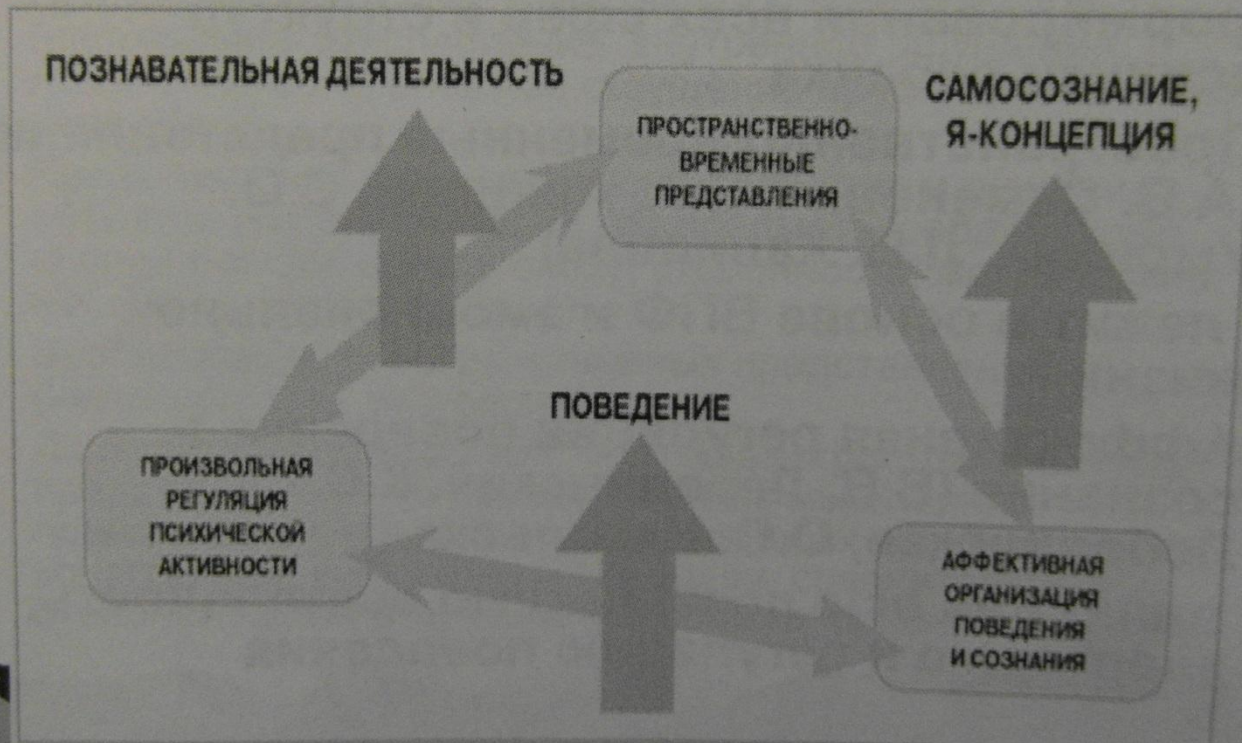 ПОЗНАВАТЕЛЬНАЯ ДЕЯТЕЛЬНОСТЬ
ПРОСТРАНСТВЕННО-
ВРЕМЕННЫЕ
ПРЕДСТАВЛЕНИЯ
САМОСОЗНАНИЕ,
Я-КОНЦЕПЦИЯ
ПОВЕДЕНИЕ
ПРОИЗВОЛЬНАЯ
РЕГУЛЯЦИЯ
ПСИХИЧЕСКОЙ
АКТИВНОСТИ
АФФЕКТИВНАЯ
ОРГАНИЗАЦИЯ
ПОВЕДЕНИЯ
И СОЗНАНИЯ